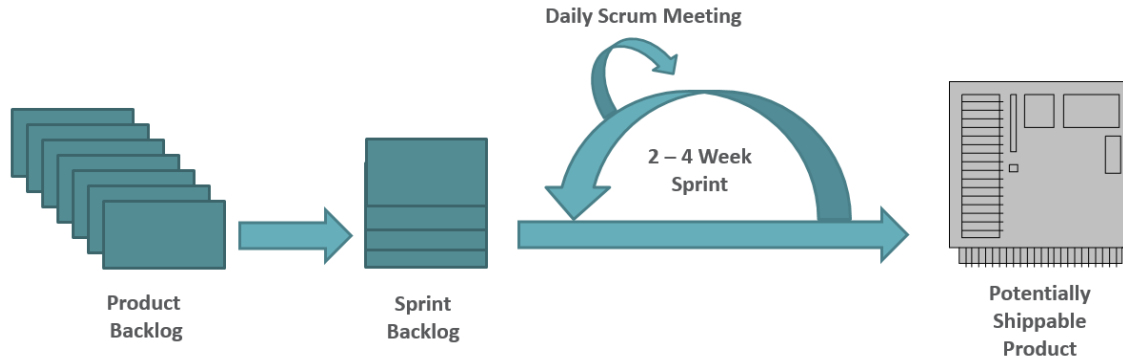 Daily Scrum Meeting
2 – 4 Week
Sprint
Product
Backlog
Sprint
Backlog
Potentially
Shippable
Product